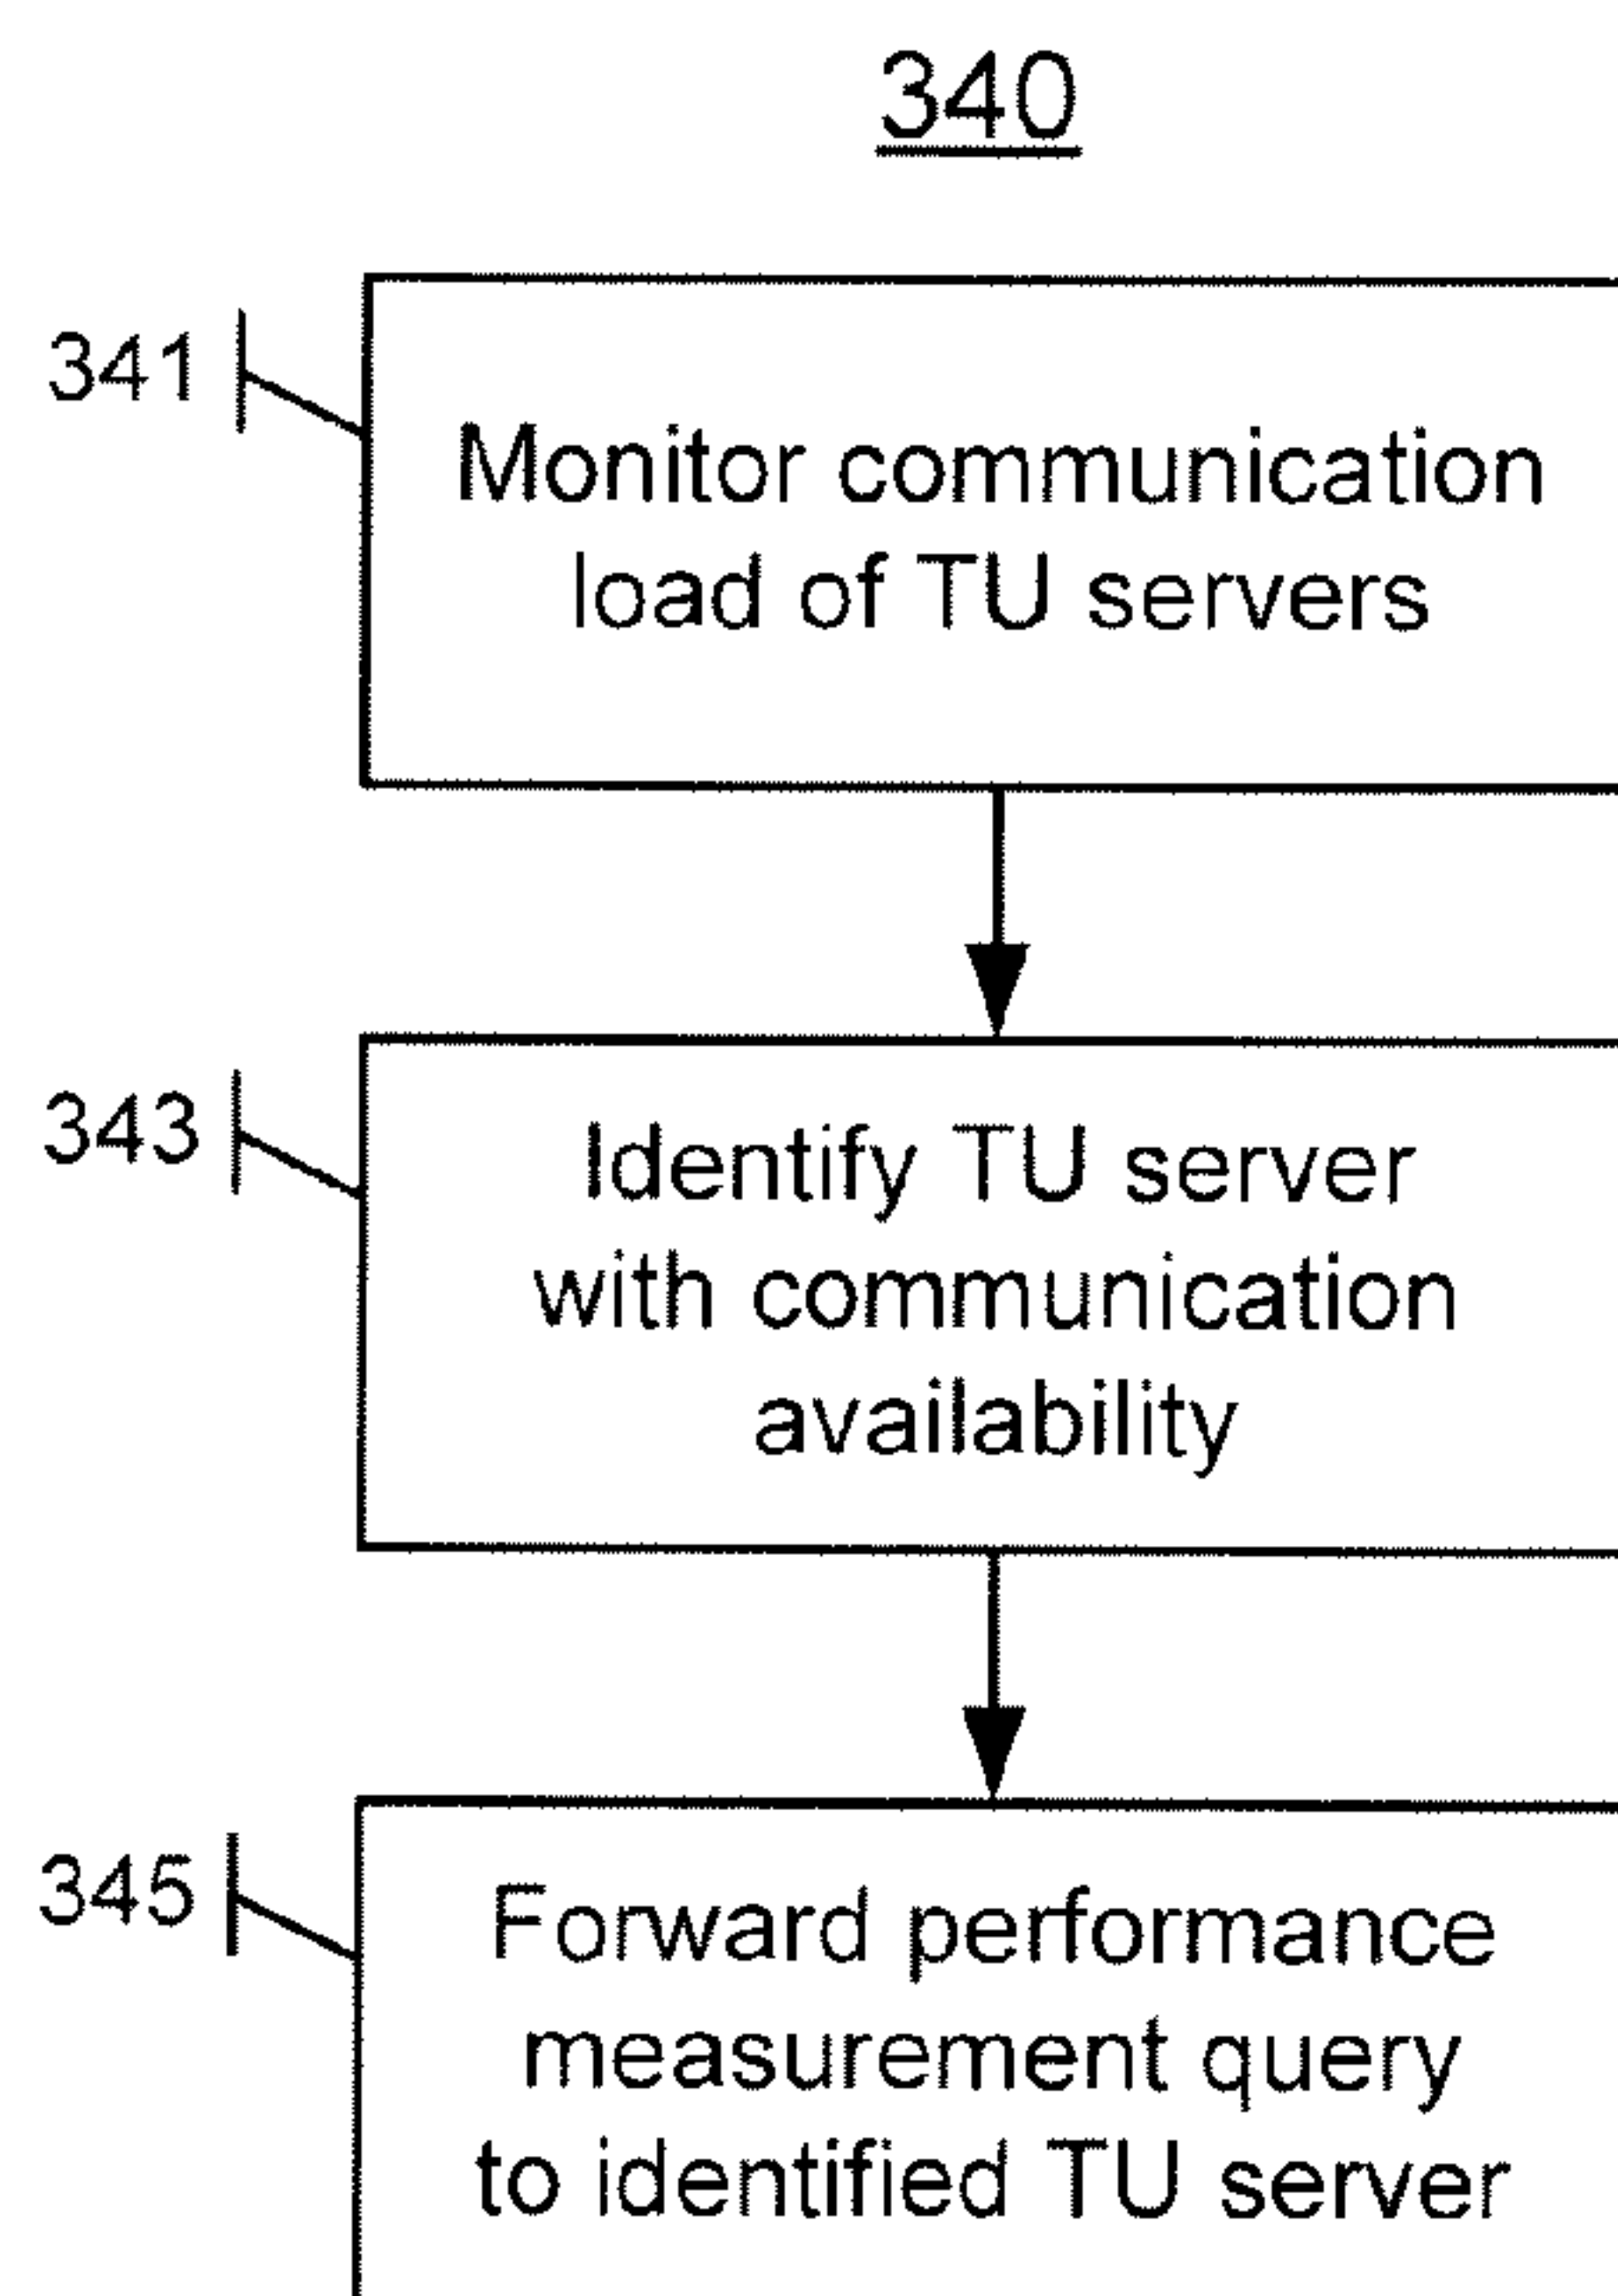 340
341
Monitor communication
load of TU servers
343
Identify TU server
with communication
availability
345
Forward performance
measurement query
to identified TU server